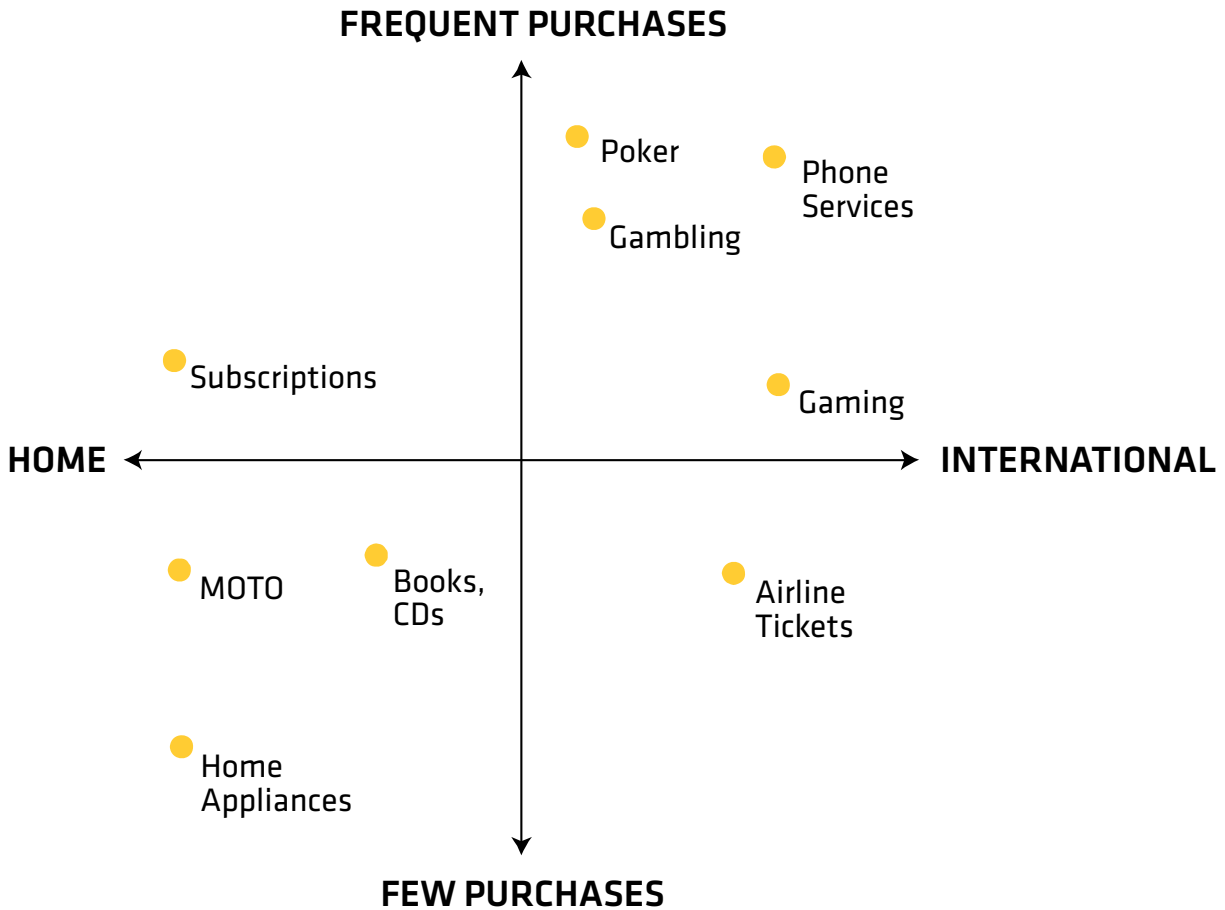 FREQUENT PURCHASES
Poker
Phone
Services
Gambling
Subscriptions
Gaming
HOME
INTERNATIONAL
MOTO
Books,
CDs
Airline
Tickets
Home
Appliances
FEW PURCHASES